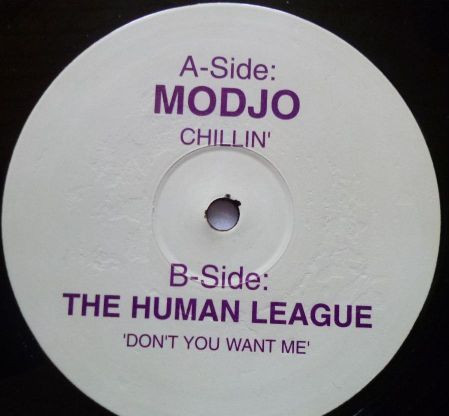 A-Side:
MODJO
CHILLIN'
B-Side:
THE HUMAN LEAGUE
'DON'T YOU WANT ME'